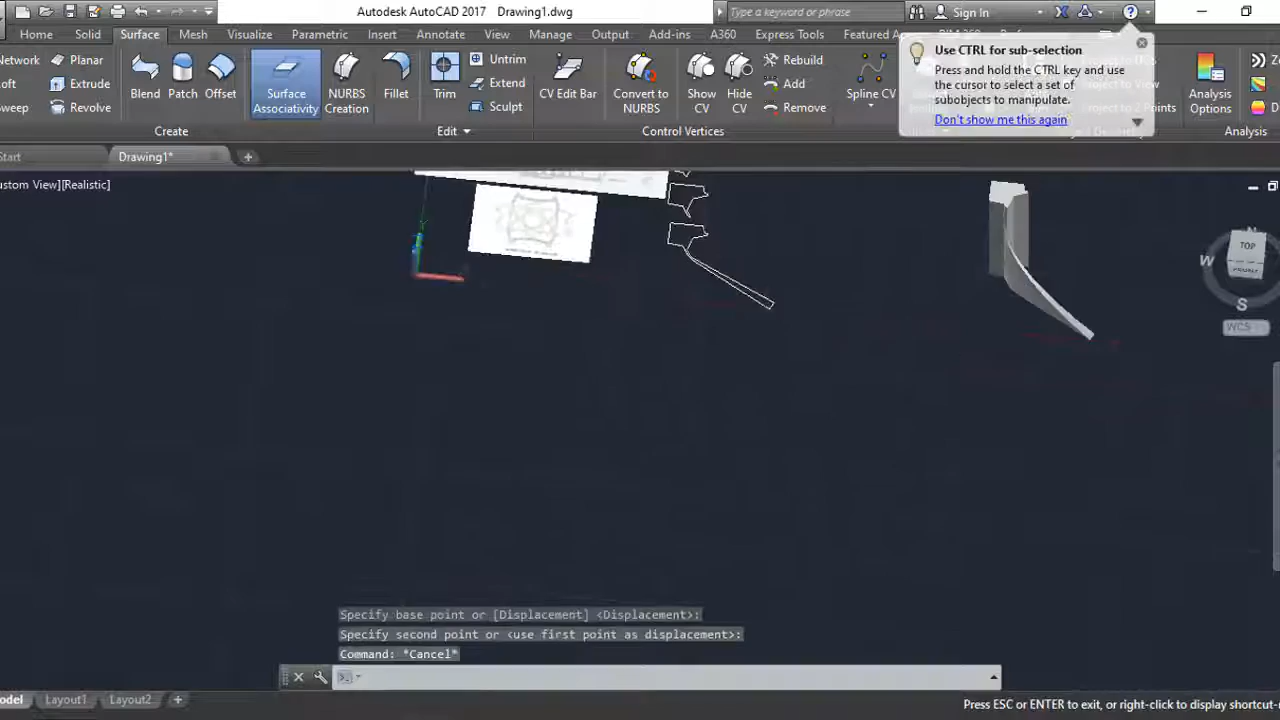 Autodesk AutoCAD 2017 Drawing1.dwg
Type a keyword or phrase
Sign In
Home Solid Surface Mesh Visualize Parametric Insert Annotate View Manage Output Add-ins A360 Express Tools Featured A
Use CTRL for sub-selection
Press and hold the CTRL key and use
the cursor to select a set of
subobjects to manipulate.
Don't show me this again
etwork Planar
oft Extrude
weep Revolve
Blend Patch Offset
Surface
Associativity
NURBS
Creation
Fillet
Trim
Untrim
Extend
Sculpt
CV Edit Bar
Convert to
NURBS
Show
CV
Hide
CV
Rebuild
Add
Remove
Spline CV
Analysis
Options
Create Edit Control Vertices Analysis
Start Drawing1*
ustom View][Realistic]
TOP
FRONT
W
S
WCS
Specify base point or [Displacement] <Displacement>:
Specify second point or <use first point as displacement>:
Command: *Cancel*
odel Layout1 Layout2
Press ESC or ENTER to exit, or right-click to display shortcut-